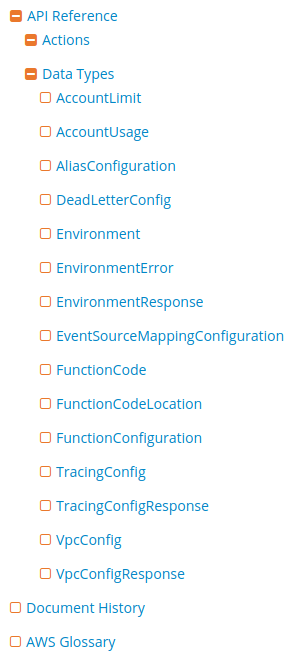 API Reference
Actions
Data Types
AccountLimit
AccountUsage
AliasConfiguration
DeadLetterConfig
Environment
EnvironmentError
EnvironmentResponse
EventSourceMappingConfiguration
FunctionCode
FunctionCodeLocation
FunctionConfiguration
TracingConfig
TracingConfigResponse
VpcConfig
VpcConfigResponse
Document History
AWS Glossary